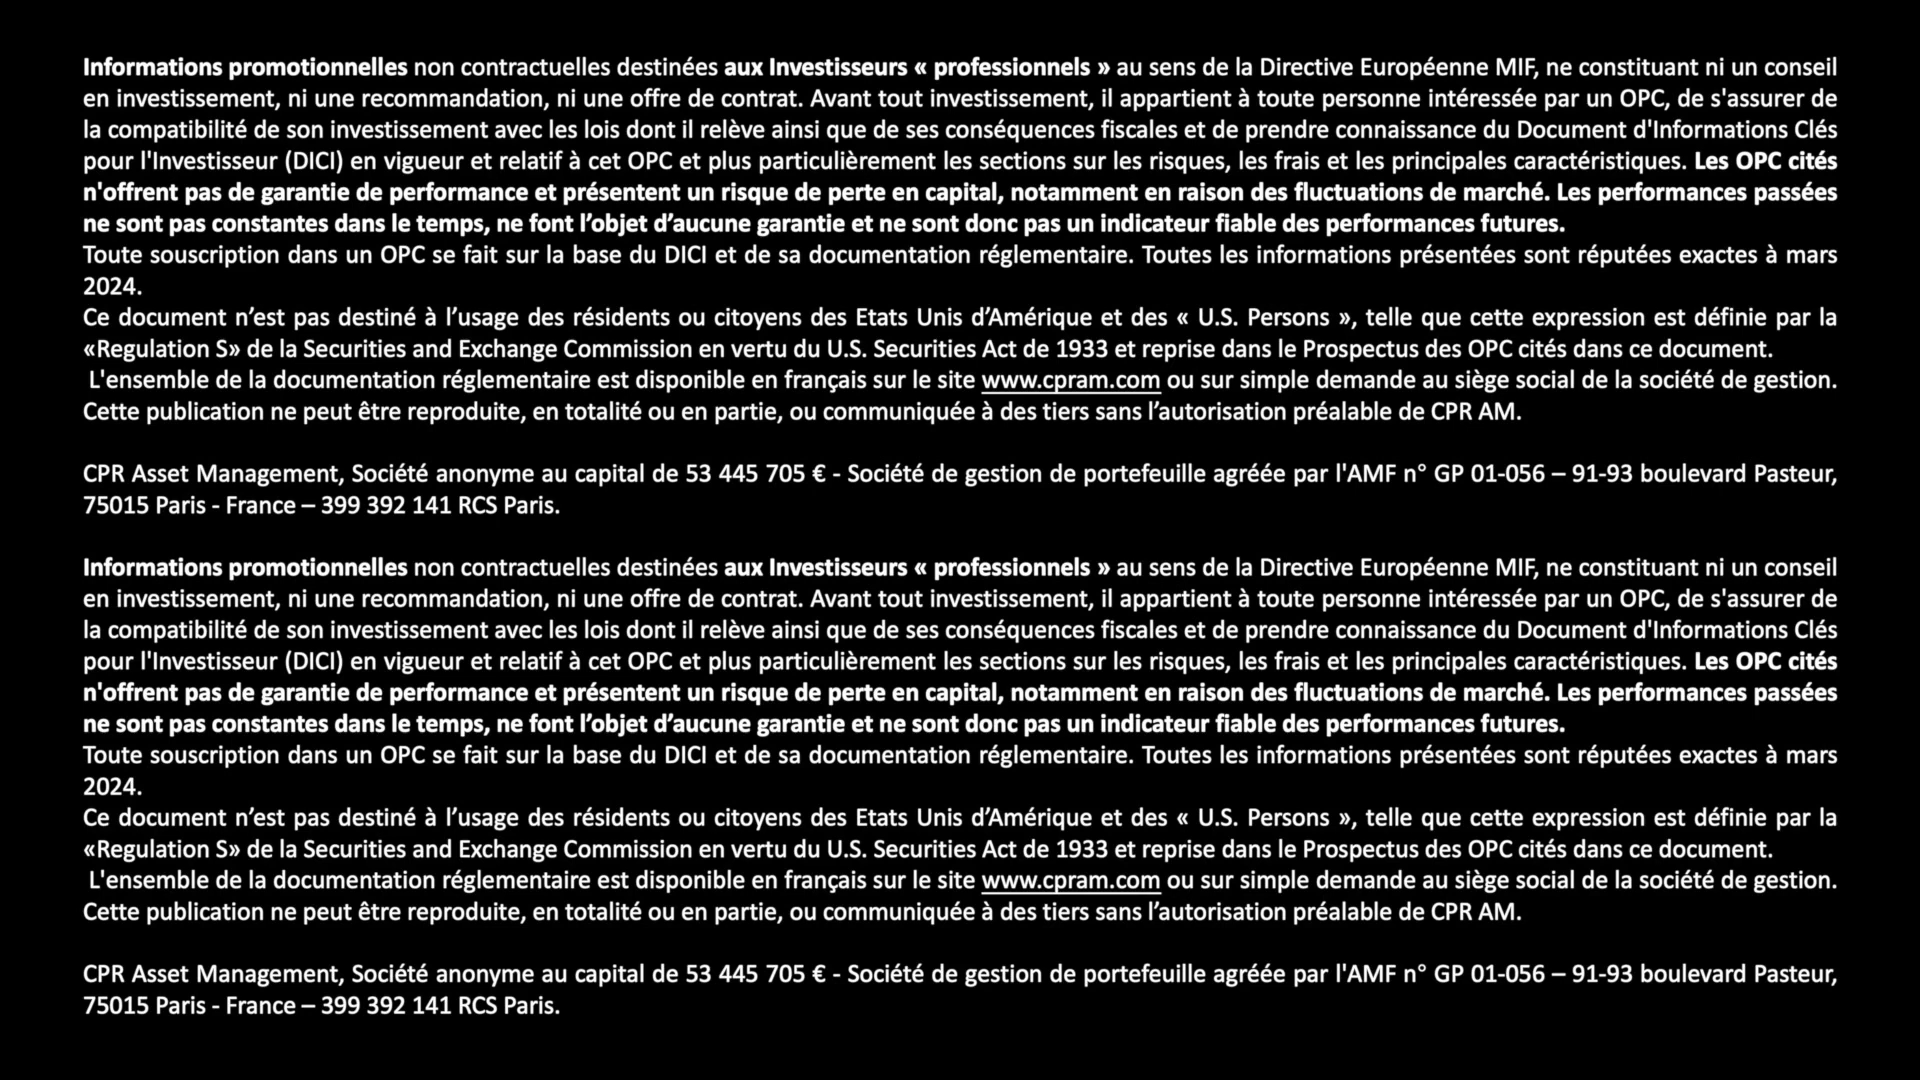 Informations promotionnelles non contractuelles destinées aux Investisseurs « professionnels » au sens de la Directive Européenne MIF, ne constituant ni un conseil
en investissement, ni une recommandation, ni une offre de contrat. Avant tout investissement, il appartient à toute personne intéressée par un OPC, de s'assurer de
la compatibilité de son investissement avec les lois dont il relève ainsi que de ses conséquences fiscales et de prendre connaissance du Document d'Informations Clés
pour l'Investisseur (DICI) en vigueur et relatif à cet OPC et plus particulièrement les sections sur les risques, les frais et les principales caractéristiques. Les OPC cités
n'offrent pas de garantie de performance et présentent un risque de perte en capital, notamment en raison des fluctuations de marché. Les performances passées
ne sont pas constantes dans le temps, ne font l’objet d’aucune garantie et ne sont donc pas un indicateur fiable des performances futures.
Toute souscription dans un OPC se fait sur la base du DICI et de sa documentation réglementaire. Toutes les informations présentées sont réputées exactes à mars
2024.
Ce document n’est pas destiné à l’usage des résidents ou citoyens des Etats Unis d’Amérique et des « U.S. Persons », telle que cette expression est définie par la
«Regulation S» de la Securities and Exchange Commission en vertu du U.S. Securities Act de 1933 et reprise dans le Prospectus des OPC cités dans ce document.
L'ensemble de la documentation réglementaire est disponible en français sur le site www.cpram.com ou sur simple demande au siège social de la société de gestion.
Cette publication ne peut être reproduite, en totalité ou en partie, ou communiquée à des tiers sans l’autorisation préalable de CPR AM.
CPR Asset Management, Société anonyme au capital de 53 445 705 € - Société de gestion de portefeuille agréée par l'AMF n° GP 01-056 – 91-93 boulevard Pasteur,
75015 Paris - France – 399 392 141 RCS Paris.
Informations promotionnelles non contractuelles destinées aux Investisseurs « professionnels » au sens de la Directive Européenne MIF, ne constituant ni un conseil
en investissement, ni une recommandation, ni une offre de contrat. Avant tout investissement, il appartient à toute personne intéressée par un OPC, de s'assurer de
la compatibilité de son investissement avec les lois dont il relève ainsi que de ses conséquences fiscales et de prendre connaissance du Document d'Informations Clés
pour l'Investisseur (DICI) en vigueur et relatif à cet OPC et plus particulièrement les sections sur les risques, les frais et les principales caractéristiques. Les OPC cités
n'offrent pas de garantie de performance et présentent un risque de perte en capital, notamment en raison des fluctuations de marché. Les performances passées
ne sont pas constantes dans le temps, ne font l’objet d’aucune garantie et ne sont donc pas un indicateur fiable des performances futures.
Toute souscription dans un OPC se fait sur la base du DICI et de sa documentation réglementaire. Toutes les informations présentées sont réputées exactes à mars
2024.
Ce document n’est pas destiné à l’usage des résidents ou citoyens des Etats Unis d’Amérique et des « U.S. Persons », telle que cette expression est définie par la
«Regulation S» de la Securities and Exchange Commission en vertu du U.S. Securities Act de 1933 et reprise dans le Prospectus des OPC cités dans ce document.
L'ensemble de la documentation réglementaire est disponible en français sur le site www.cpram.com ou sur simple demande au siège social de la société de gestion.
Cette publication ne peut être reproduite, en totalité ou en partie, ou communiquée à des tiers sans l’autorisation préalable de CPR AM.
CPR Asset Management, Société anonyme au capital de 53 445 705 € - Société de gestion de portefeuille agréée par l'AMF n° GP 01-056 – 91-93 boulevard Pasteur,
75015 Paris - France – 399 392 141 RCS Paris.